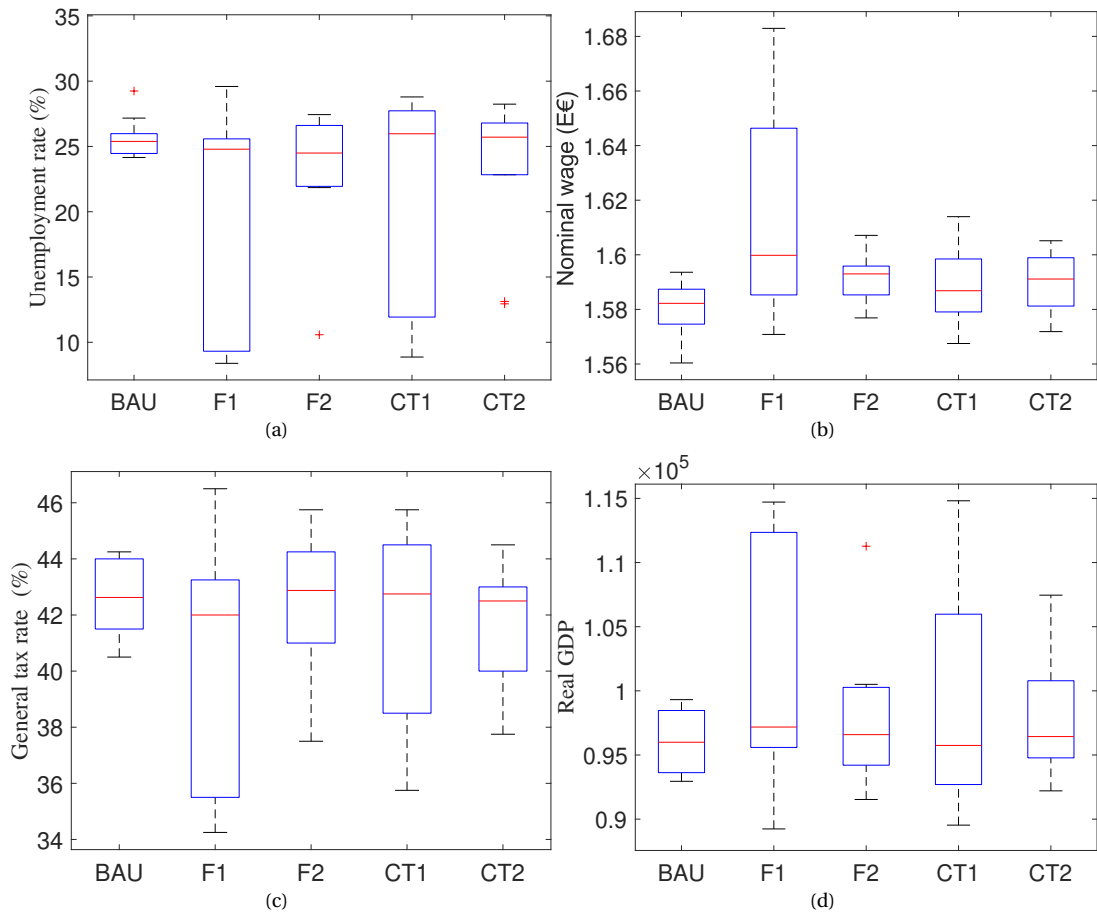 35
30
25
20
15
10
Unemployment rate (%)
BAU F1 F2 CT1 CT2
(a)
1.68
1.66
1.64
1.62
1.6
1.58
1.56
Nominal wage (E€)
BAU F1 F2 CT1 CT2
(b)
46
44
42
40
38
36
34
General tax rate (%)
BAU F1 F2 CT1 CT2
(c)
×10⁵
1.15
1.1
1.05
1
0.95
0.9
Real GDP
BAU F1 F2 CT1 CT2
(d)